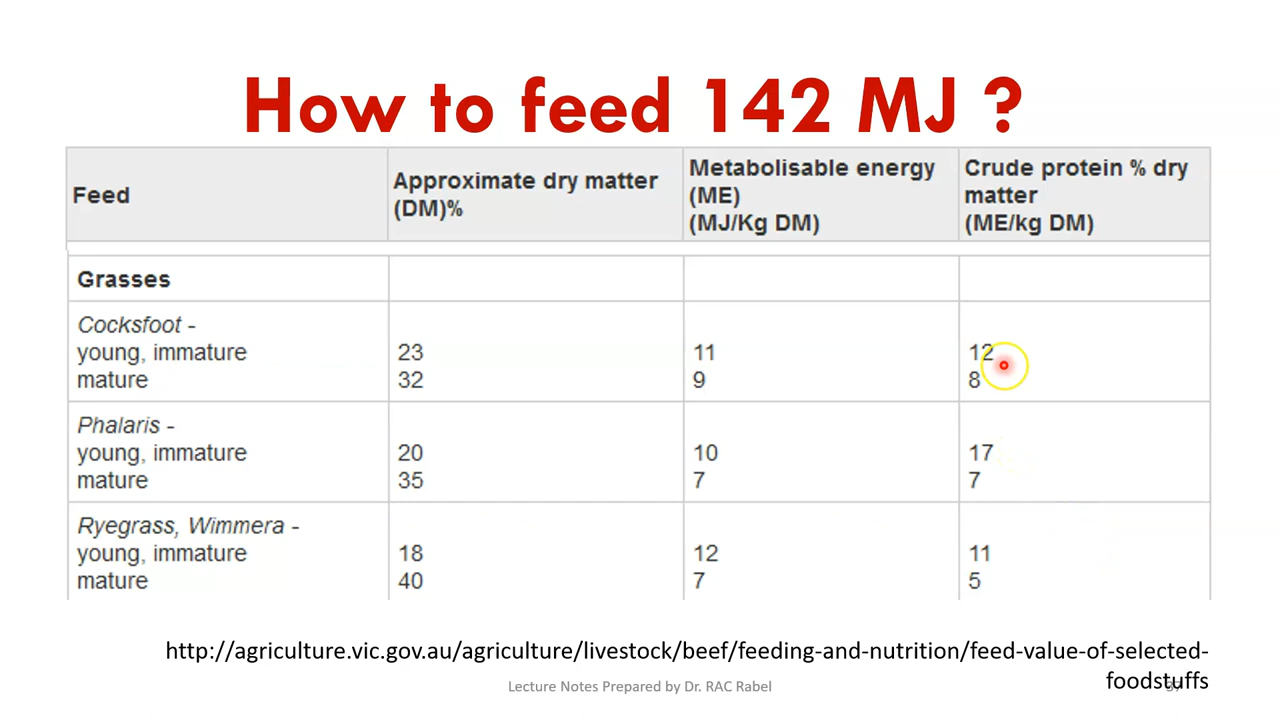 How to feed 142 MJ ?
Feed
Approximate dry matter
(DM)%
Metabolisable energy
(ME)
(MJ/Kg DM)
Crude protein % dry
matter
(ME/kg DM)
Grasses
Cocksfoot -
young, immature 23 11 12
mature 32 9 8
Phalaris -
young, immature 20 10 17
mature 35 7 7
Ryegrass, Wimmera -
young, immature 18 12 11
mature 40 7 5
http://agriculture.vic.gov.au/agriculture/livestock/beef/feeding-and-nutrition/feed-value-of-selected-
foodstuffs
Lecture Notes Prepared by Dr. RAC Rabel